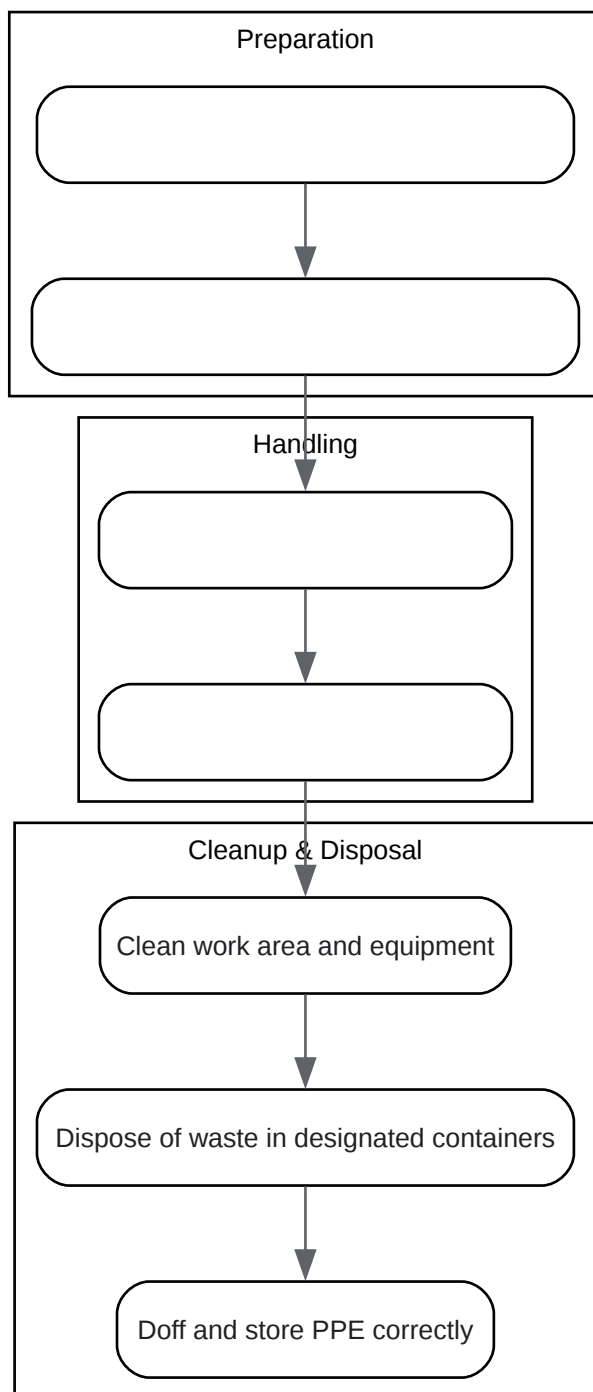 Preparation
Handling
Cleanup & Disposal
Clean work area and equipment
Dispose of waste in designated containers
Doff and store PPE correctly